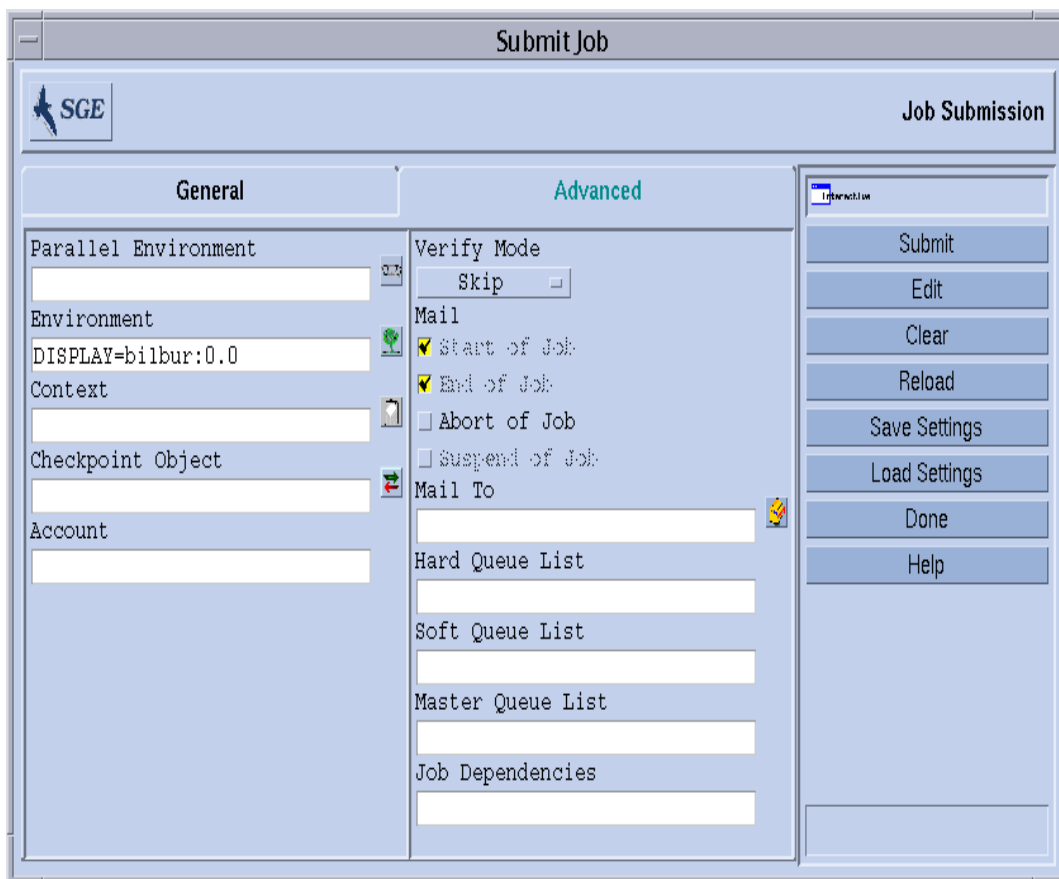 Submit Job
SGE
Job Submission
General
Advanced
Parallel Environment
Environment
DISPLAY=bilbur:0.0
Context
Checkpoint Object
Account
Verify Mode
Skip
Mail
Start of Job
End of Job
Abort of Job
Suspend of Job
Mail To
Hard Queue List
Soft Queue List
Master Queue List
Job Dependencies
Interactive
Submit
Edit
Clear
Reload
Save Settings
Load Settings
Done
Help